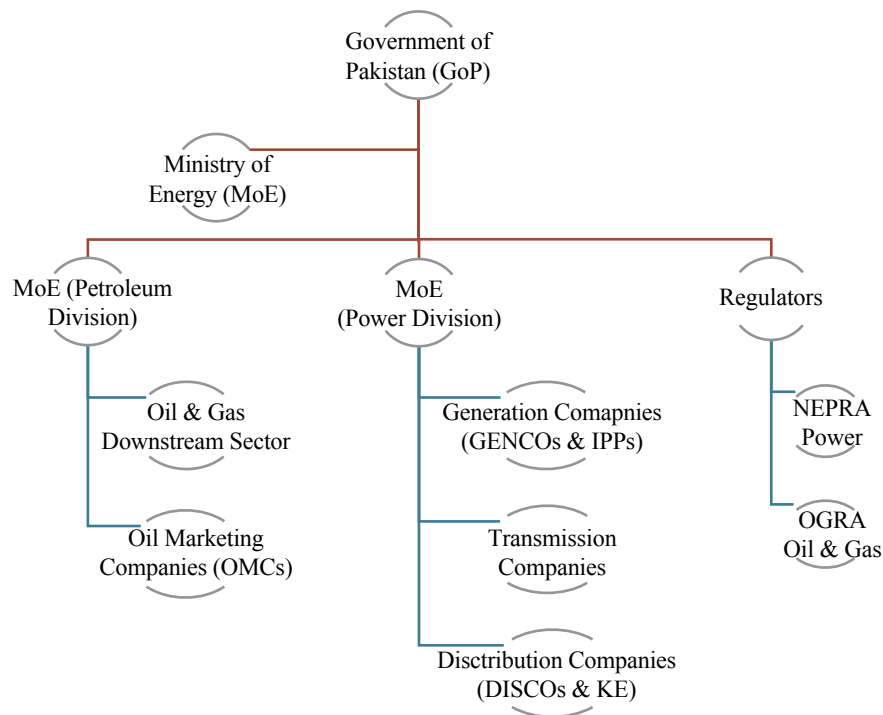 Government of
Pakistan (GoP)
Ministry of
Energy (MoE)
MoE (Petroleum
Division)
MoE
(Power Division)
Regulators
Oil & Gas
Downstream Sector
Oil Marketing
Companies (OMCs)
Generation Comapnies
(GENCOs & IPPs)
Transmission
Companies
Disctribution Companies
(DISCOs & KE)
NEPRA
Power
OGRA
Oil & Gas